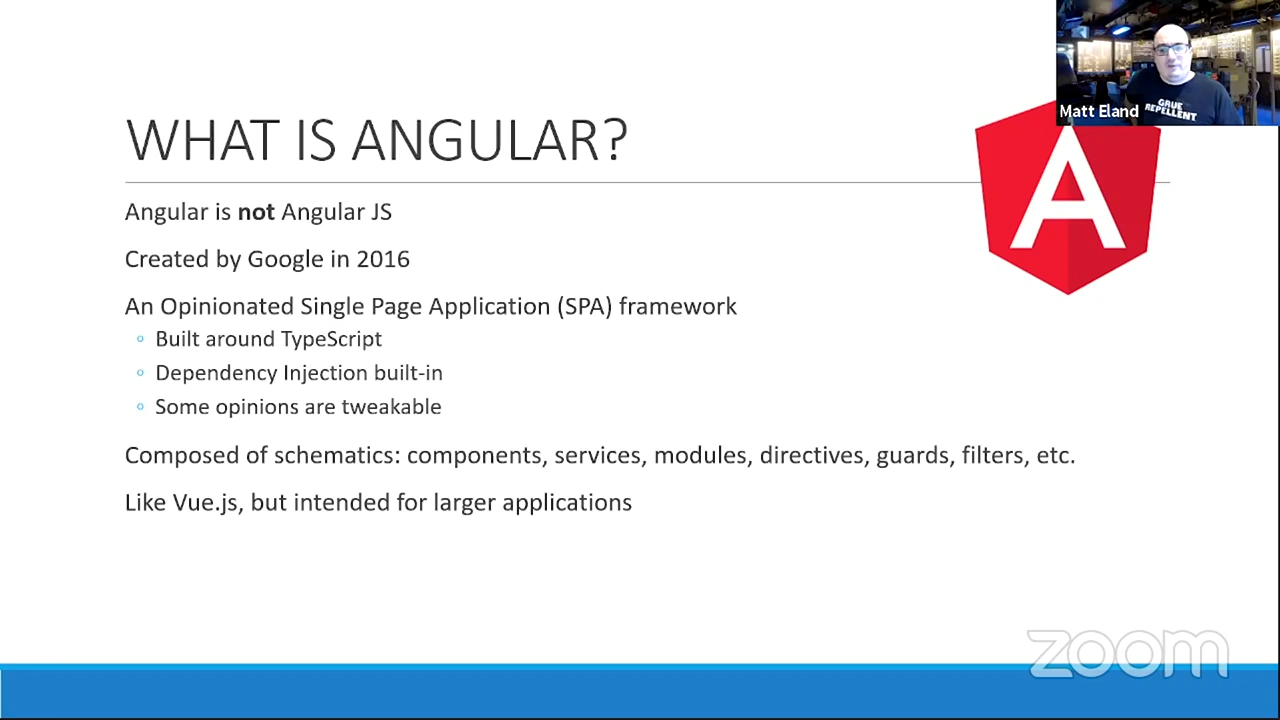 Matt Eland
GRUE
REPELLENT
WHAT IS ANGULAR?
A
Angular is not Angular JS
Created by Google in 2016
An Opinionated Single Page Application (SPA) framework
◦ Built around TypeScript
◦ Dependency Injection built-in
◦ Some opinions are tweakable
Composed of schematics: components, services, modules, directives, guards, filters, etc.
Like Vue.js, but intended for larger applications
zoom